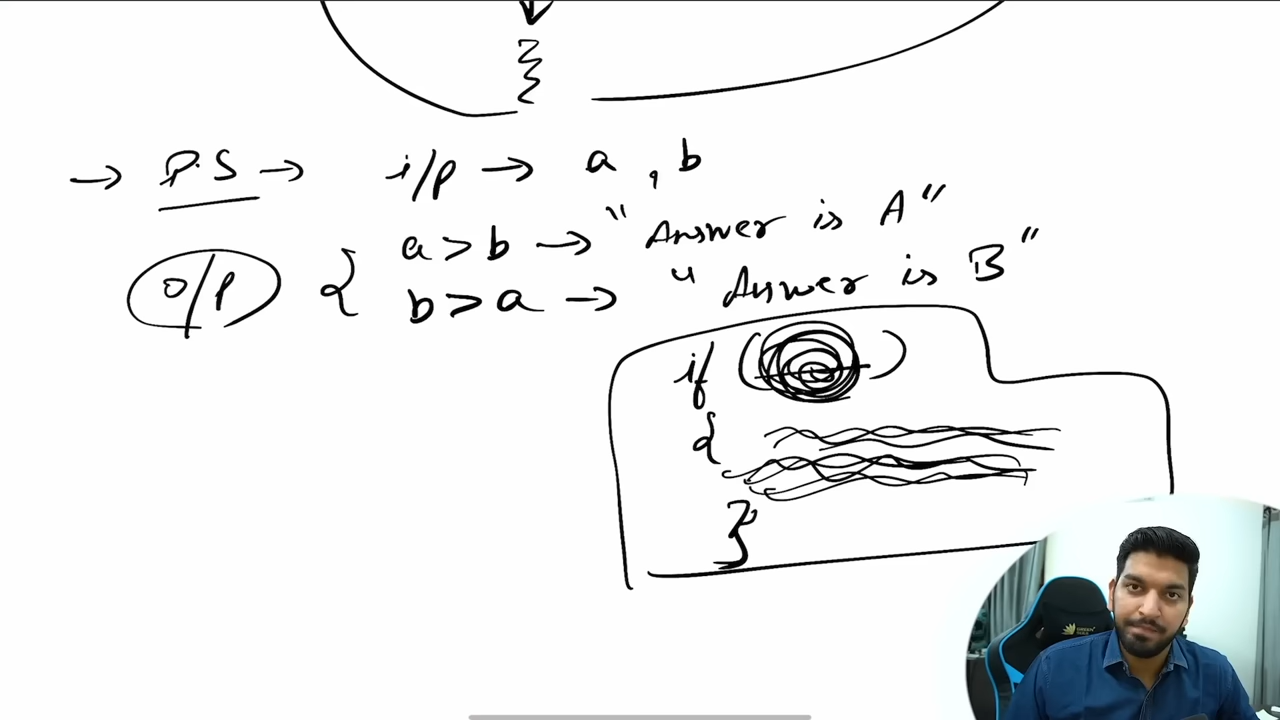 → P.S → i/p → a , b
o/p { a > b → "Answer is A"
b > a → "Answer is B"
if ( )
{
}